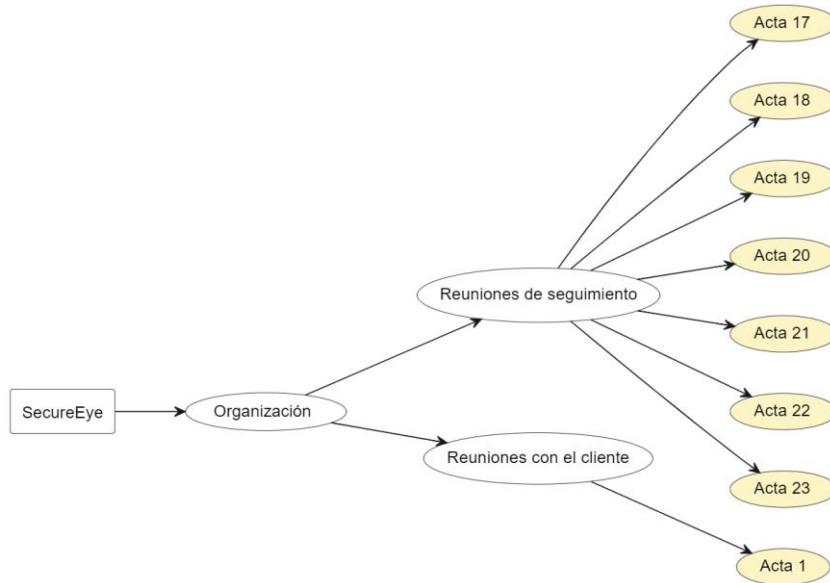 Acta 17
Acta 18
Acta 19
Acta 20
Reuniones de seguimiento
Acta 21
SecureEye
Organización
Acta 22
Reuniones con el cliente
Acta 23
Acta 1